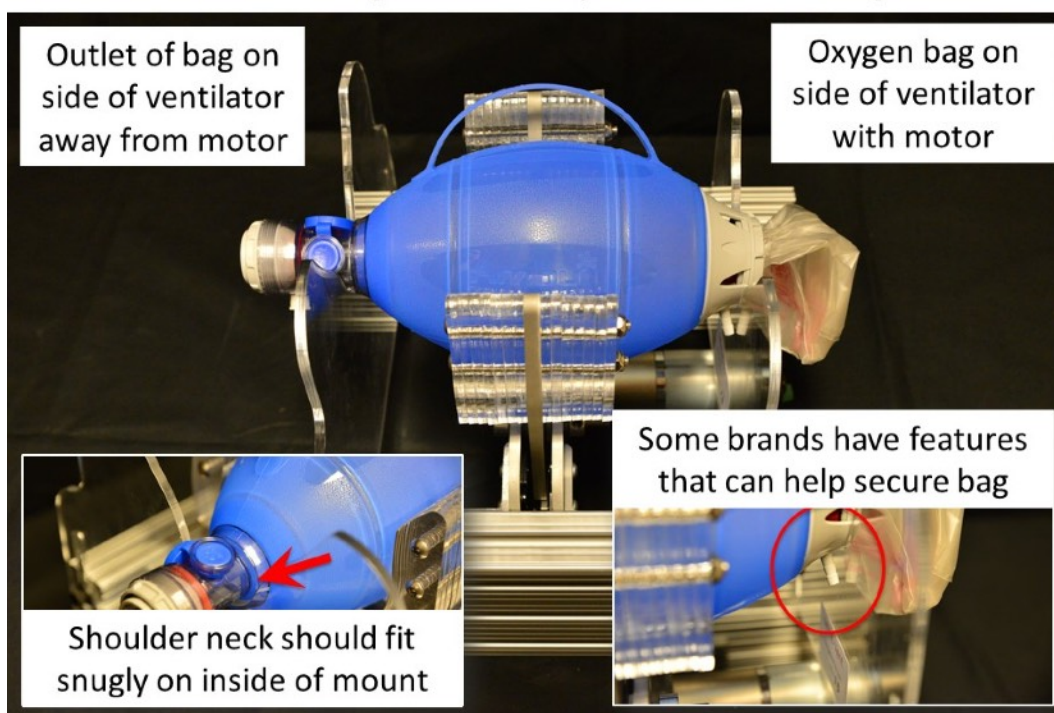 Outlet of bag on
side of ventilator
away from motor
Oxygen bag on
side of ventilator
with motor
Some brands have features
that can help secure bag
Shoulder neck should fit
snugly on inside of mount